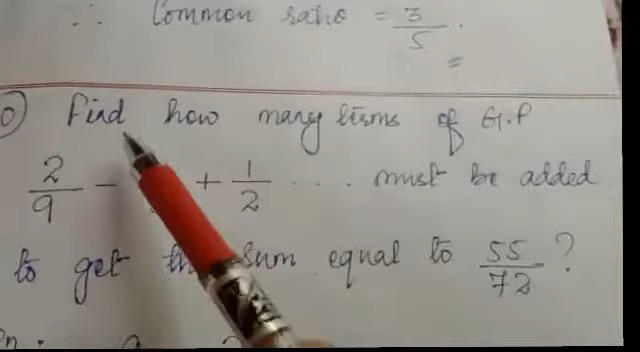 ∴ Common ratio = 3/5.
Find how many terms of G.P
2/9 - + 1/2 .... must be added
to get the sum equal to 55/72 ?